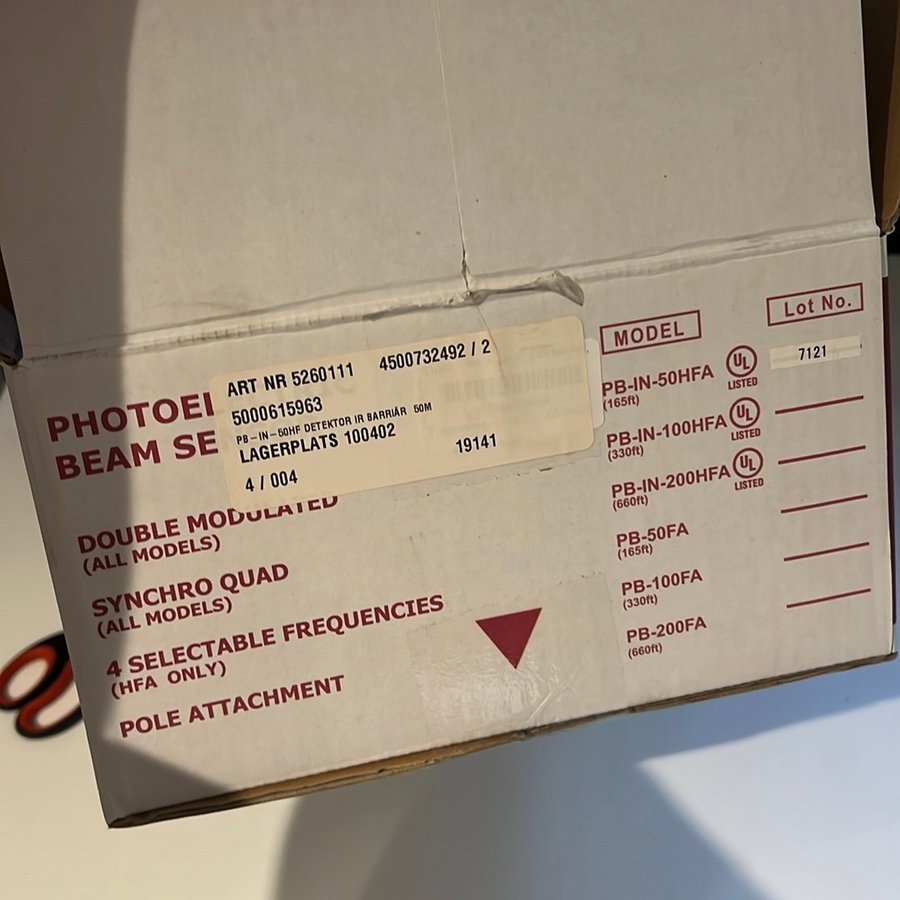 PHOTOEL
BEAM SE
ART NR 5260111 4500732492 / 2
5000615963
PB-IN-50HF DETEKTOR IR BARRIÄR 50M
LAGERPLATS 100402 19141
4 / 004
DOUBLE MODULATED
(ALL MODELS)
SYNCHRO QUAD
(ALL MODELS)
4 SELECTABLE FREQUENCIES
(HFA ONLY)
POLE ATTACHMENT
MODEL Lot No.
PB-IN-50HFA UL LISTED 7121
(165ft)
PB-IN-100HFA UL LISTED
(330ft)
PB-IN-200HFA UL LISTED
(660ft)
PB-50FA
(165ft)
PB-100FA
(330ft)
PB-200FA
(660ft)